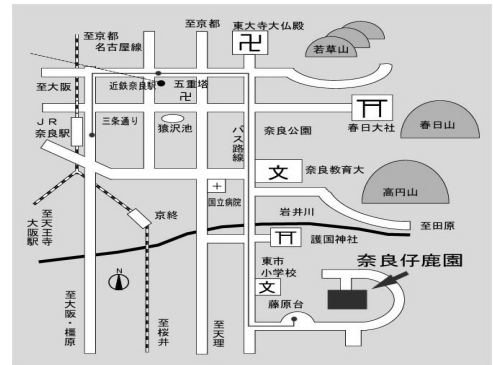 至京都
名古屋線
至京都
東大寺大仏殿
卍
若草山
至大阪
近鉄奈良駅
五重塔
卍
JR
奈良駅
三条通り
猿沢池
バス路線
奈良公園
春日大社
春日山
文
奈良教育大
高円山
国立病院
京終
岩井川
至田原
至天王寺
大阪駅
護国神社
N
東市
小学校
文
奈良仔鹿園
藤原台
至大阪・橿原
至桜井
至天理